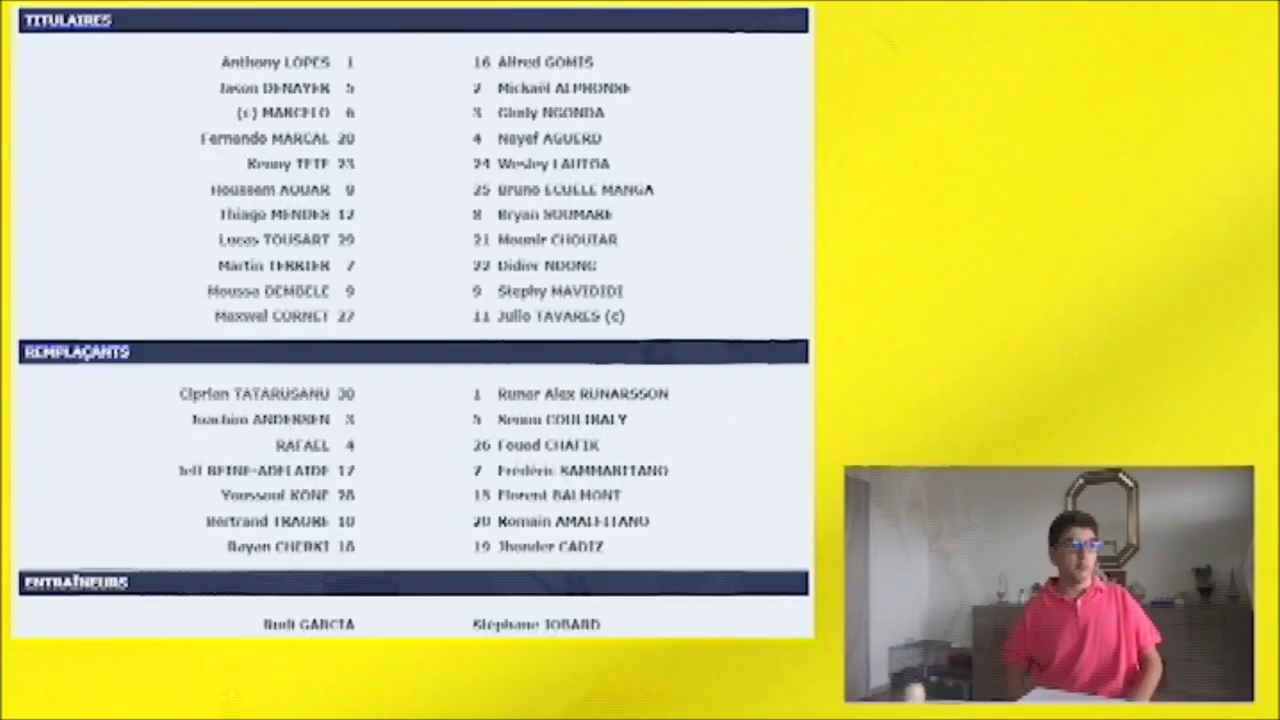 TITULAIRES
Anthony LOPES 1 16 Alfred GOMIS
Jason DENAYER 5 2 Mickaël ALPHONSE
(c) MARCELO 6 3 Glody NGONDA
Fernando MARCAL 20 4 Nayef AGUERD
Kenny TETE 23 24 Wesley LAUTOA
Houssem AOUAR 8 25 Bruno ECUELE MANGA
Thiago MENDES 12 8 Bryan SOUMARE
Lucas TOUSART 29 21 Mounir CHOUIAR
Martin TERRIER 7 22 Didier NDONG
Moussa DEMBELE 9 9 Stephy MAVIDIDI
Maxwel CORNET 27 11 Julio TAVARES (c)
REMPLAÇANTS
Ciprian TATARUSANU 30 1 Runar Alex RUNARSSON
Joachim ANDERSEN 3 5 Senou COULIBALY
RAFAEL 4 26 Fouad CHAFIK
Jeff REINE-ADELAIDE 17 7 Frédéric SAMMARITANO
Youssouf KONE 28 15 Florent BALMONT
Bertrand TRAORE 10 20 Romain AMALFITANO
Rayan CHERKI 18 19 Jhonder CADIZ
ENTRAÎNEURS
Rudi GARCIA Stéphane JOBARD